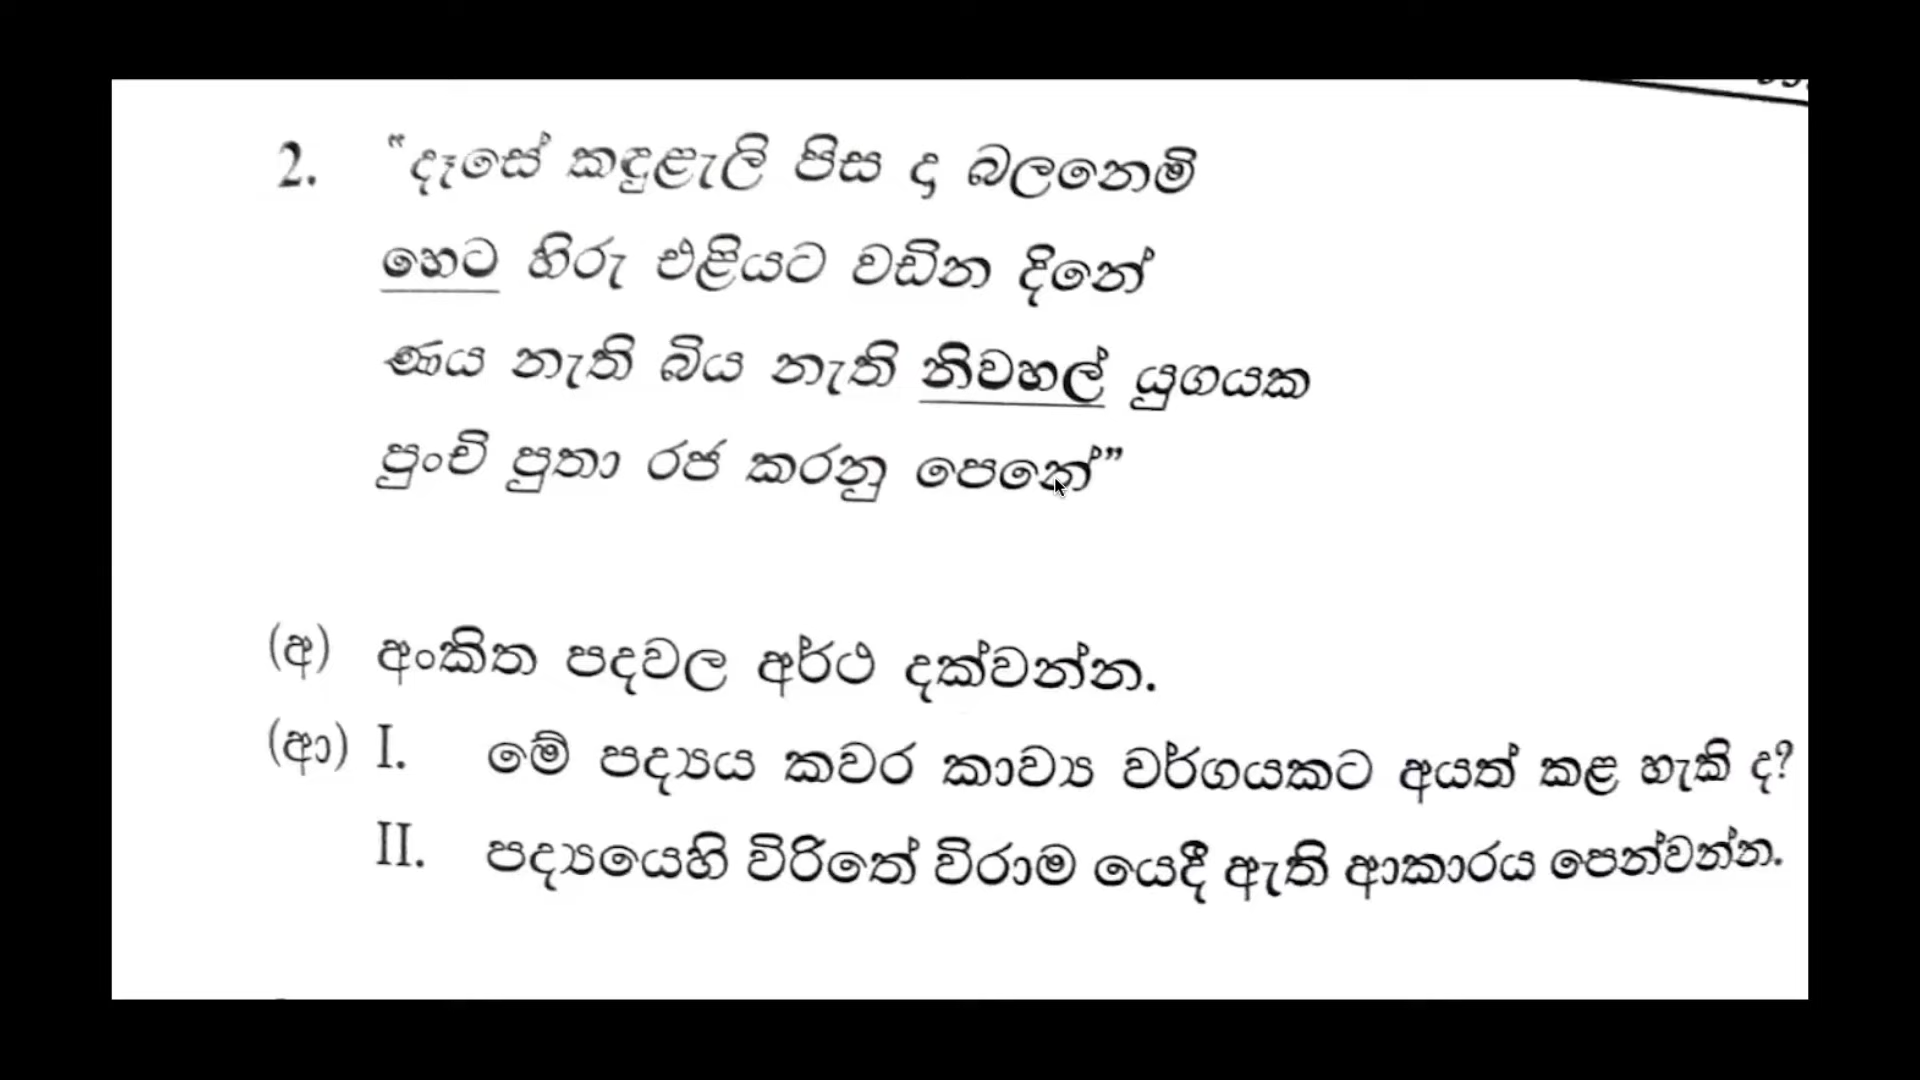 2. “දෑසේ කඳුළැලි පිස දා බලනෙමි
හෙට හිරු එළියට වඩින දිනේ
ණය නැති බිය නැති නිවහල් යුගයක
පුංචි පුතා රජ කරනු පෙනේ”
(අ) අංකිත පදවල අර්ථ දක්වන්න.
(ආ) I. මේ පද්‍යය කවර කාව්‍ය වර්ගයකට අයත් කළ හැකි ද?
II. පද්‍යයෙහි විරිතේ විරාම යෙදී ඇති ආකාරය පෙන්වන්න.